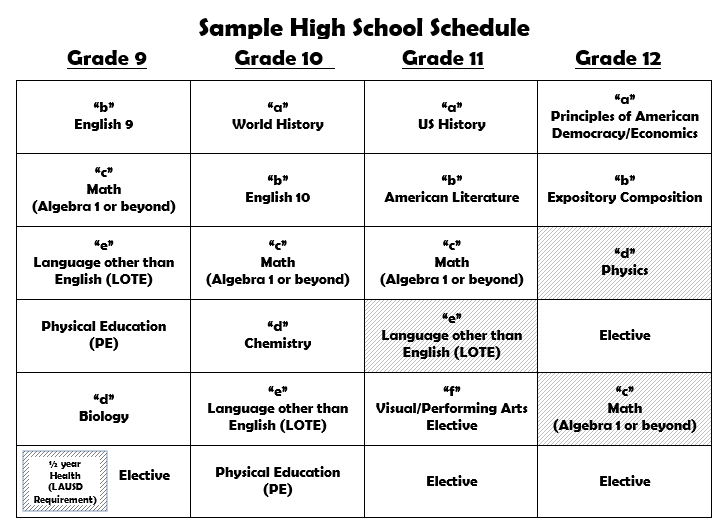 Sample High School Schedule
Grade 9
Grade 10
Grade 11
Grade 12
“b”
English 9
“a”
World History
“a”
US History
“a”
Principles of American
Democracy/Economics
“c”
Math
(Algebra 1 or beyond)
“b”
English 10
“b”
American Literature
“b”
Expository Composition
“e”
Language other than
English (LOTE)
“c”
Math
(Algebra 1 or beyond)
“c”
Math
(Algebra 1 or beyond)
“d”
Physics
Physical Education
(PE)
“d”
Chemistry
“e”
Language other than
English (LOTE)
Elective
“d”
Biology
“e”
Language other than
English (LOTE)
“f”
Visual/Performing Arts
Elective
“c”
Math
(Algebra 1 or beyond)
½ year
Health
(LAUSD
Requirement)
Elective
Physical Education
(PE)
Elective
Elective